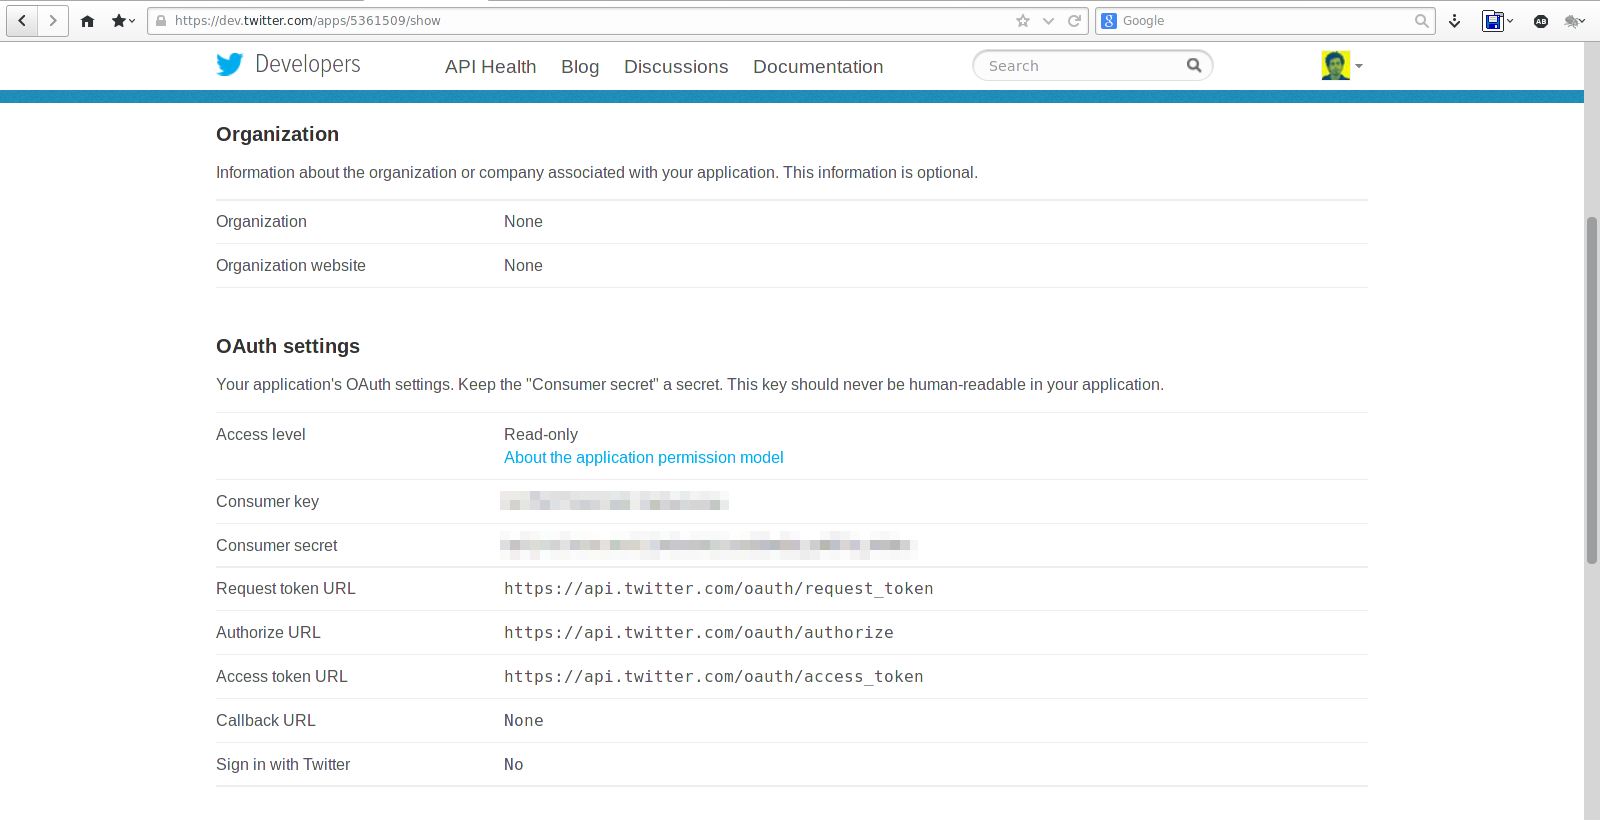 https://dev.twitter.com/apps/5361509/show
Google
Developers
API Health Blog Discussions Documentation
Search
Organization
Information about the organization or company associated with your application. This information is optional.
Organization None
Organization website None
OAuth settings
Your application's OAuth settings. Keep the "Consumer secret" a secret. This key should never be human-readable in your application.
Access level Read-only
About the application permission model
Consumer key
Consumer secret
Request token URL https://api.twitter.com/oauth/request_token
Authorize URL https://api.twitter.com/oauth/authorize
Access token URL https://api.twitter.com/oauth/access_token
Callback URL None
Sign in with Twitter No